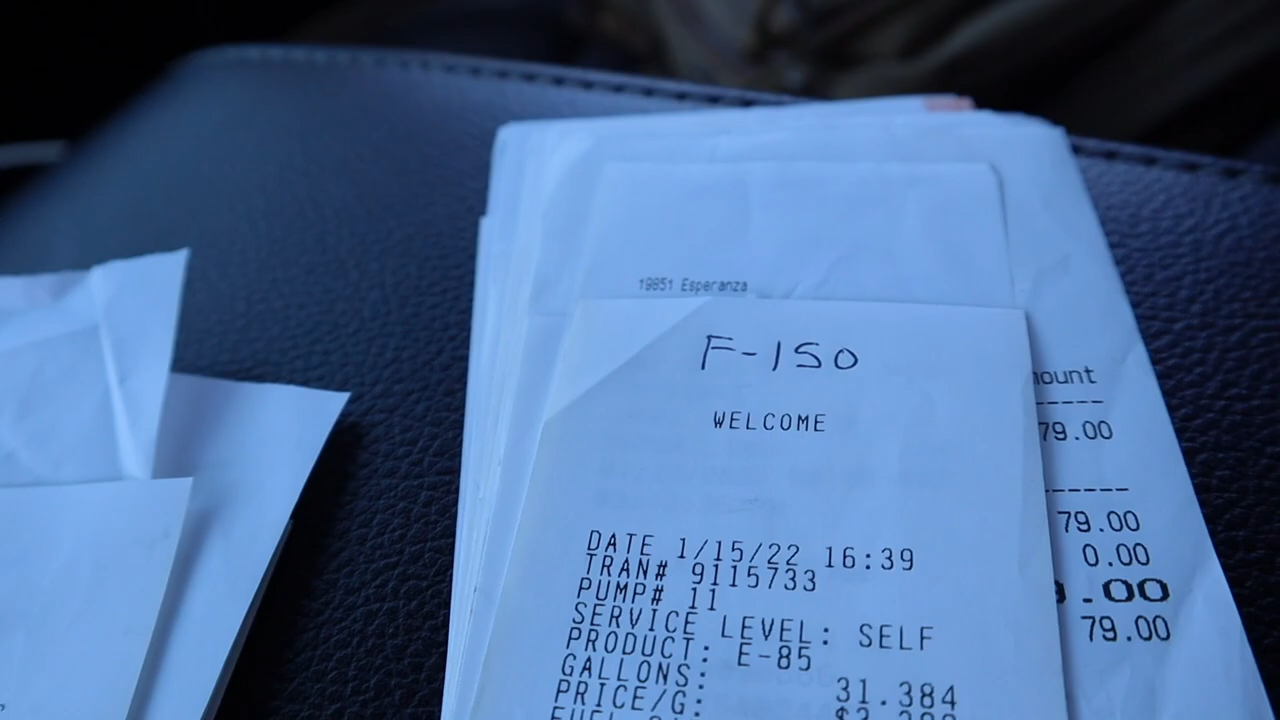 19851 Esperanza
F-150
WELCOME
DATE 1/15/22 16:39
TRAN# 9115733
PUMP# 11
SERVICE LEVEL: SELF
PRODUCT: E-85
GALLONS: 31.384
PRICE/G:
ount
79.00
79.00
0.00
.00
79.00